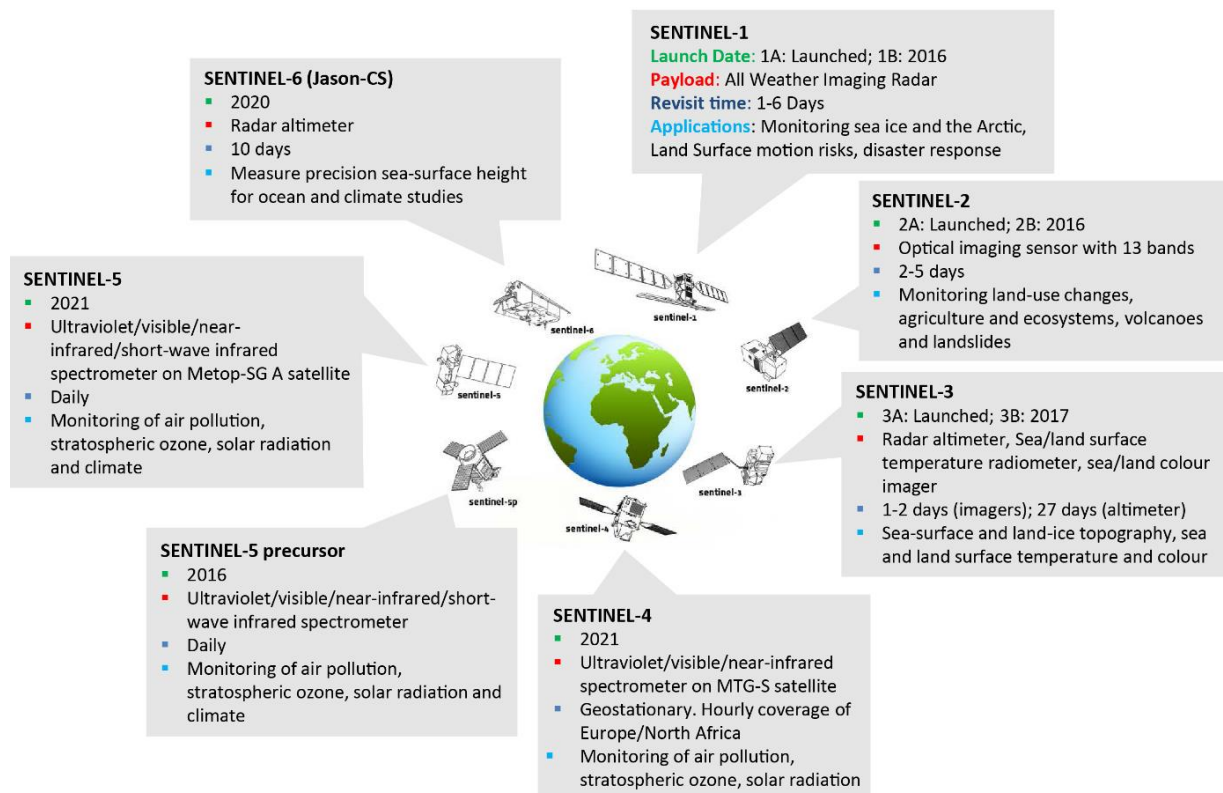 SENTINEL-1
Launch Date: 1A: Launched; 1B: 2016
Payload: All Weather Imaging Radar
Revisit time: 1-6 Days
Applications: Monitoring sea ice and the Arctic,
Land Surface motion risks, disaster response
SENTINEL-6 (Jason-CS)
2020
Radar altimeter
10 days
Measure precision sea-surface height
for ocean and climate studies
SENTINEL-2
2A: Launched; 2B: 2016
Optical imaging sensor with 13 bands
2-5 days
Monitoring land-use changes,
agriculture and ecosystems, volcanoes
and landslides
SENTINEL-5
2021
Ultraviolet/visible/near-
infrared/short-wave infrared
spectrometer on Metop-SG A satellite
Daily
Monitoring of air pollution,
stratospheric ozone, solar radiation
and climate
sentinel-1
sentinel-6
sentinel-2
sentinel-5
sentinel-3
sentinel-5p
sentinel-4
SENTINEL-3
3A: Launched; 3B: 2017
Radar altimeter, Sea/land surface
temperature radiometer, sea/land colour
imager
1-2 days (imagers); 27 days (altimeter)
Sea-surface and land-ice topography, sea
and land surface temperature and colour
SENTINEL-5 precursor
2016
Ultraviolet/visible/near-infrared/short-
wave infrared spectrometer
Daily
Monitoring of air pollution,
stratospheric ozone, solar radiation and
climate
SENTINEL-4
2021
Ultraviolet/visible/near-infrared
spectrometer on MTG-S satellite
Geostationary. Hourly coverage of
Europe/North Africa
Monitoring of air pollution,
stratospheric ozone, solar radiation